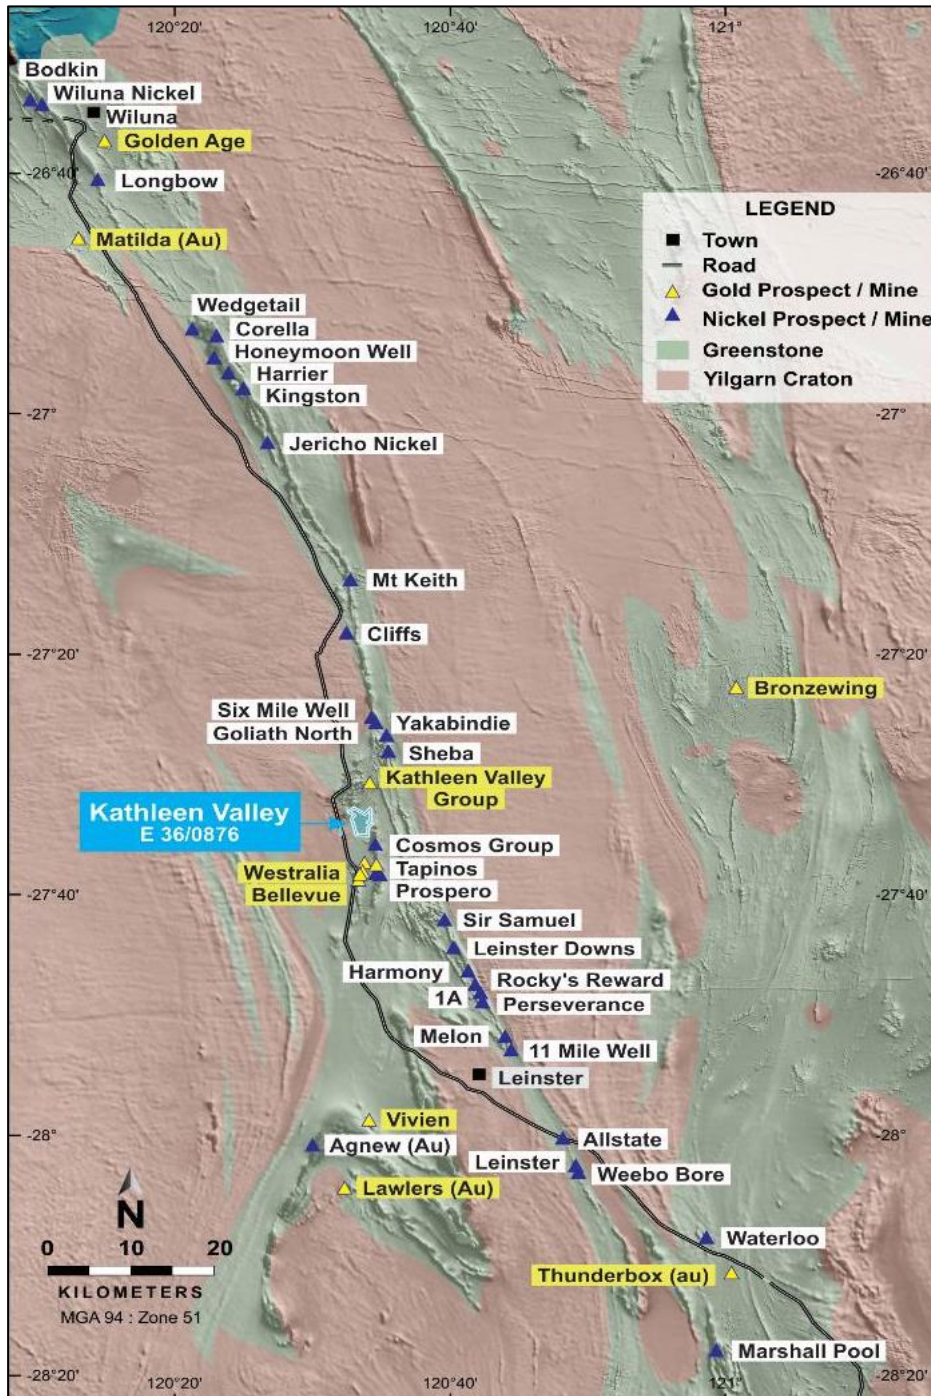 120°20'
120°40'
121°
Bodkin
Wiluna Nickel
Wiluna
Golden Age
-26°40'
Longbow
-26°40'
LEGEND
Town
Road
Gold Prospect / Mine
Nickel Prospect / Mine
Greenstone
Yilgarn Craton
Matilda (Au)
Wedgetail
Corella
Honeymoon Well
Harrier
Kingston
-27°
-27°
Jericho Nickel
Mt Keith
Cliffs
-27°20'
-27°20'
Bronzewing
Six Mile Well
Goliath North
Yakabindie
Sheba
Kathleen Valley
Group
Kathleen Valley
E 36/0876
Cosmos Group
Westralia
Tapinos
Bellevue
Prospero
-27°40'
-27°40'
Sir Samuel
Leinster Downs
Harmony
Rocky's Reward
1A
Perseverance
Melon
11 Mile Well
Leinster
Vivien
-28°
-28°
Agnew (Au)
Allstate
Leinster
Weebo Bore
Lawlers (Au)
N
0 10 20
KILOMETERS
MGA 94 : Zone 51
Waterloo
Thunderbox (au)
Marshall Pool
-28°20'
-28°20'
120°20'
120°40'
121°